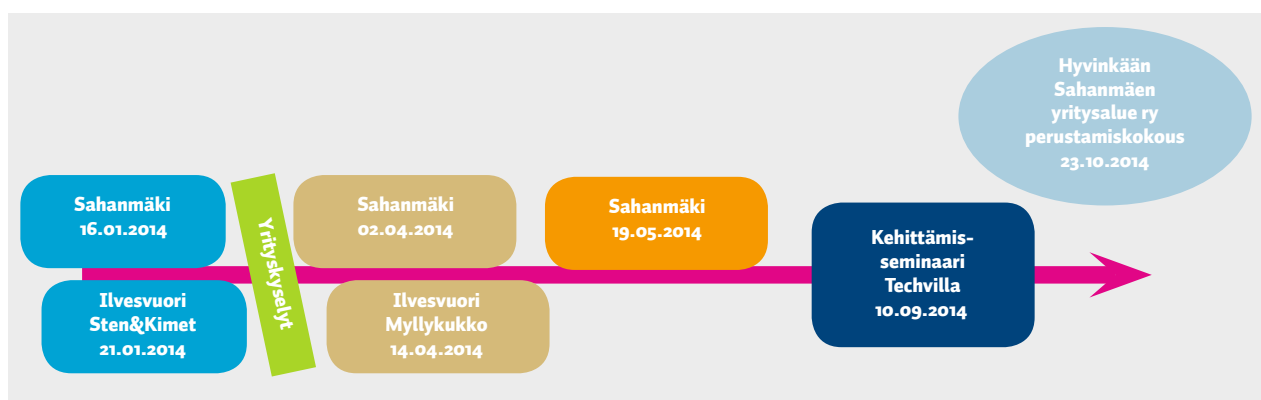 Hyvinkään
Sahanmäen
yritysalue ry
perustamiskokous
23.10.2014
Sahanmäki
16.01.2014
Yrityskyselyt
Sahanmäki
02.04.2014
Sahanmäki
19.05.2014
Kehittämis-
seminaari
Techvilla
10.09.2014
Ilvesvuori
Sten&Kimet
21.01.2014
Ilvesvuori
Myllykukko
14.04.2014